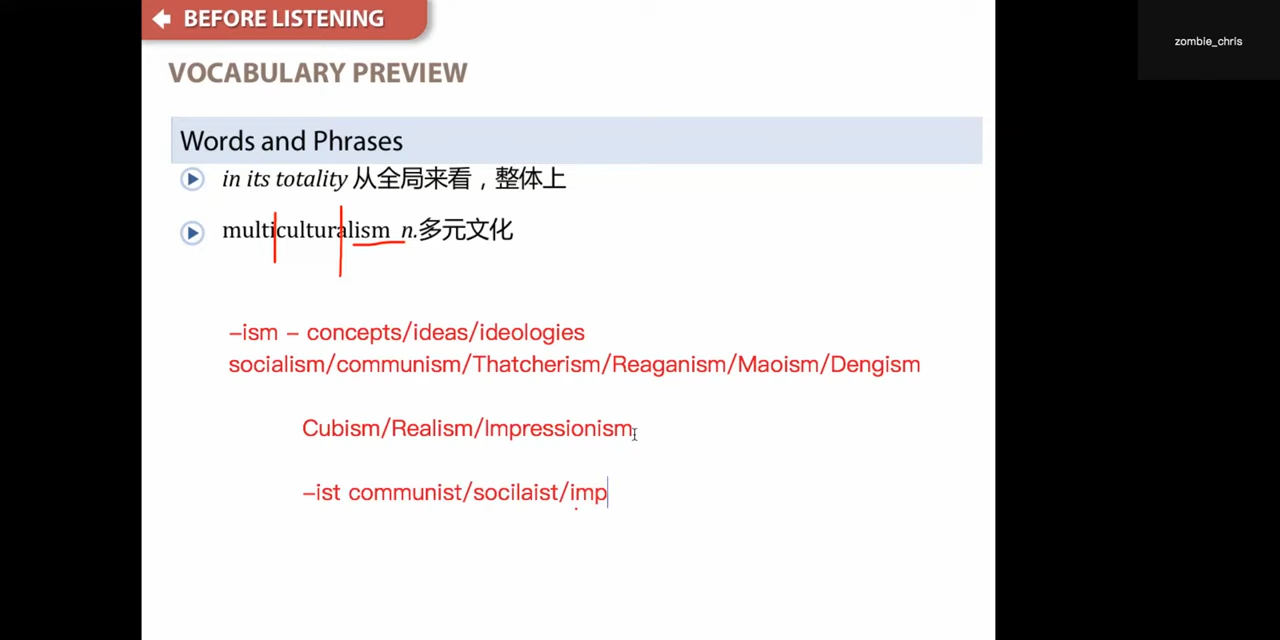 BEFORE LISTENING
zombie_chris
VOCABULARY PREVIEW
Words and Phrases
in its totality 从全局来看，整体上
multiculturalism n.多元文化
-ism - concepts/ideas/ideologies
socialism/communism/Thatcherism/Reaganism/Maoism/Dengism
Cubism/Realism/Impressionism
-ist communist/socilaist/imp